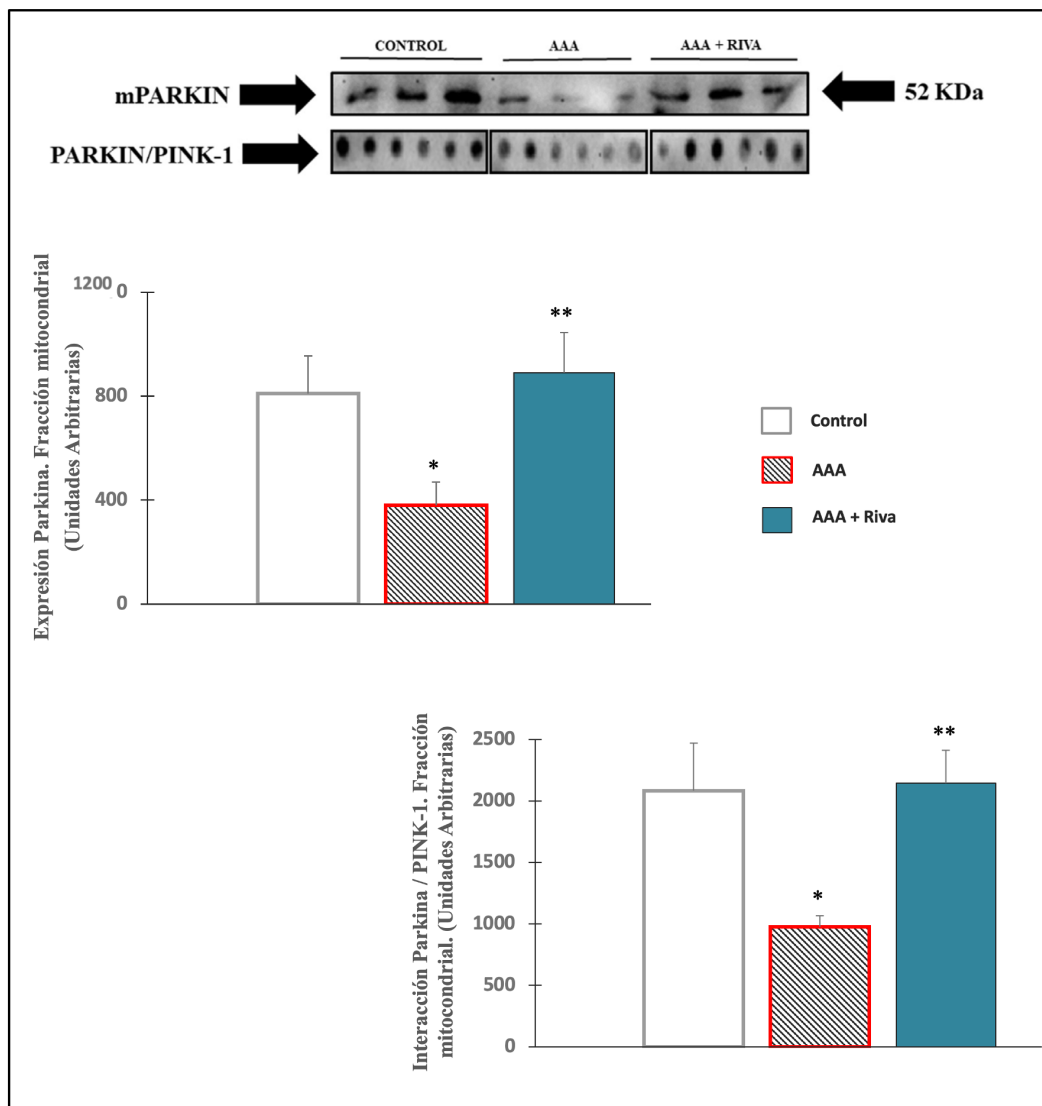 CONTROL
AAA
AAA + RIVA
mPARKIN
52 KDa
PARKIN/PINK-1
Expresión Parkina. Fracción mitocondrial
(Unidades Arbitrarias)
1200 0
800
400
0
*
**
Control
AAA
AAA + Riva
Interacción Parkina / PINK-1. Fracción
mitocondrial. (Unidades Arbitrarias)
2500
2000
1500
1000
500
0
*
**